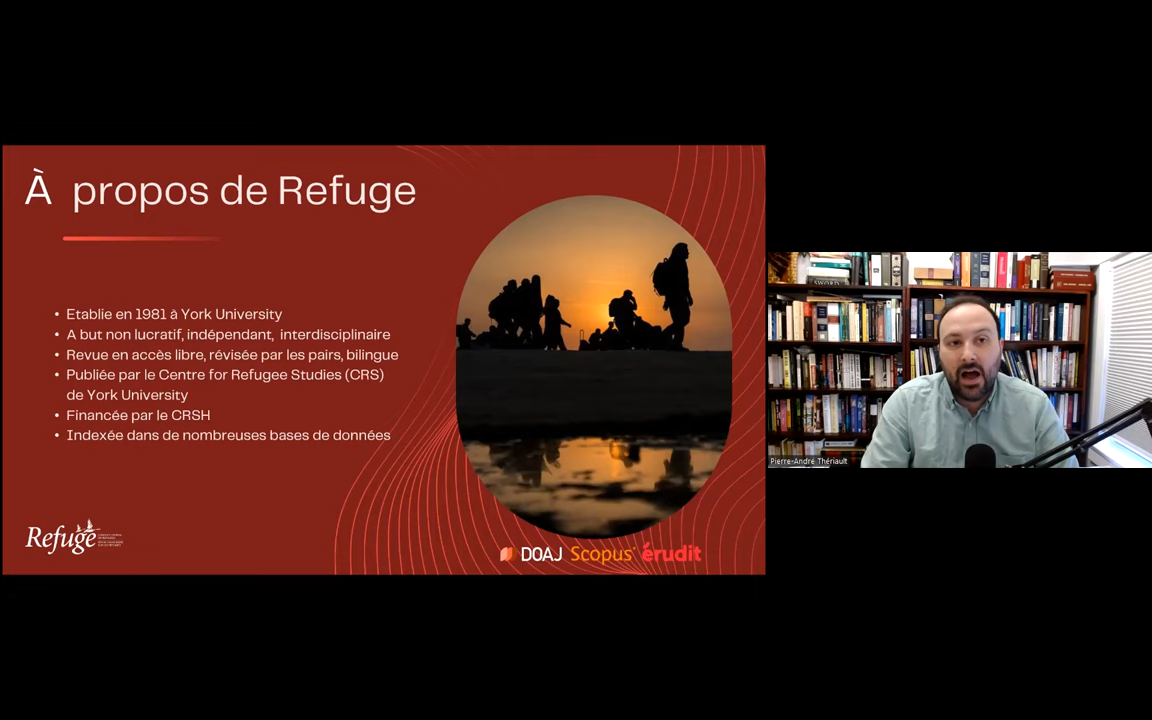 À propos de Refuge
• Etablie en 1981 à York University
• A but non lucratif, indépendant, interdisciplinaire
• Revue en accès libre, révisée par les pairs, bilingue
• Publiée par le Centre for Refugee Studies (CRS)
de York University
• Financée par le CRSH
• Indexée dans de nombreuses bases de données
Refuge
DOAJ Scopus érudit
SWORD
Pierre-André Thériault